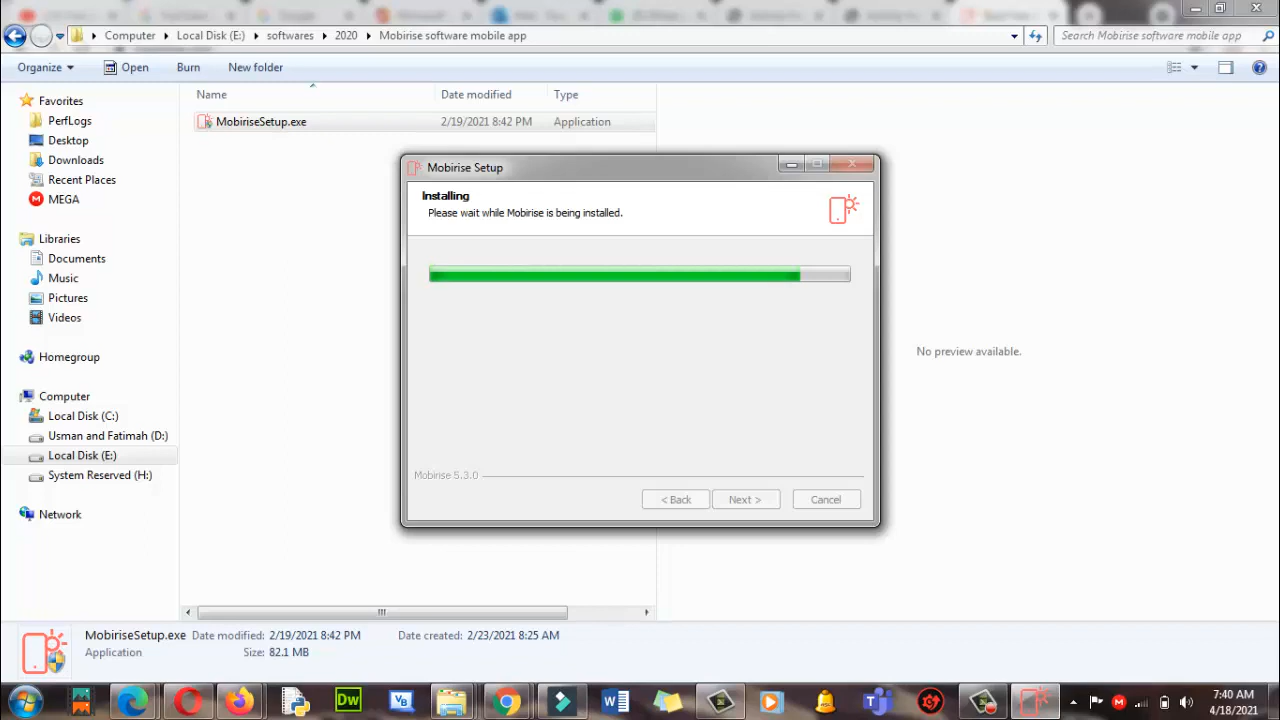 Computer Local Disk (E:) softwares 2020 Mobirise software mobile app Search Mobirise software mobile app
Organize Open Burn New folder
Favorites
PerfLogs
Desktop
Downloads
Recent Places
MEGA
Libraries
Documents
Music
Pictures
Videos
Homegroup
Computer
Local Disk (C:)
Usman and Fatimah (D:)
Local Disk (E:)
System Reserved (H:)
Network
Name Date modified Type
MobiriseSetup.exe 2/19/2021 8:42 PM Application
Mobirise Setup
Installing
Please wait while Mobirise is being installed.
Mobirise 5.3.0
< Back Next > Cancel
No preview available.
MobiriseSetup.exe Date modified: 2/19/2021 8:42 PM Date created: 2/23/2021 8:25 AM
Application Size: 82.1 MB
Dw
VB
W
7:40 AM
4/18/2021